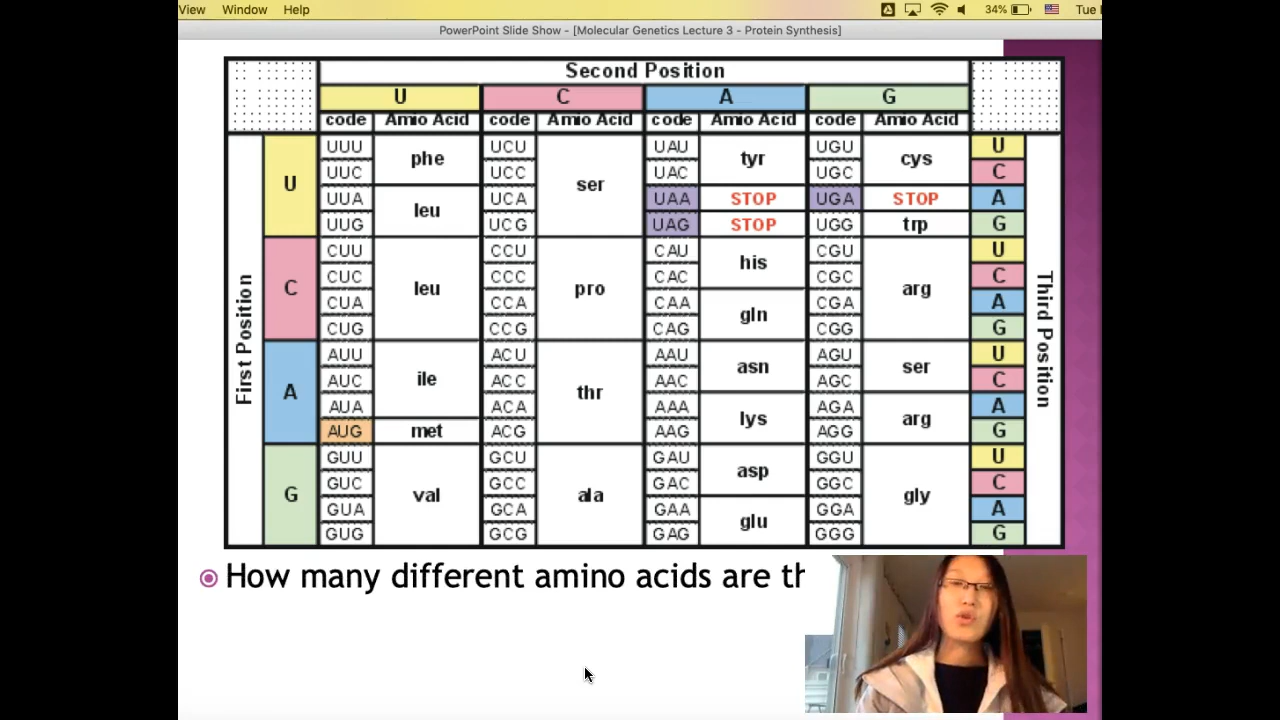 View Window Help 34% Tue
PowerPoint Slide Show - [Molecular Genetics Lecture 3 - Protein Synthesis]
Second Position
U C A G
code Amio Acid code Amio Acid code Amio Acid code Amio Acid
First Position
Third Position
U
UUU phe UCU ser UAU tyr UGU cys U
UUC UCC UAC UGC C
UUA leu UCA UAA STOP UGA STOP A
UUG UCG UAG STOP UGG trp G
C
CUU leu CCU pro CAU his CGU arg U
CUC CCC CAC CGC C
CUA CCA CAA gln CGA A
CUG CCG CAG CGG G
A
AUU ile ACU thr AAU asn AGU ser U
AUC ACC AAC AGC C
AUA ACA AAA lys AGA arg A
AUG met ACG AAG AGG G
G
GUU val GCU ala GAU asp GGU gly U
GUC GCC GAC GGC C
GUA GCA GAA glu GGA A
GUG GCG GAG GGG G
How many different amino acids are th